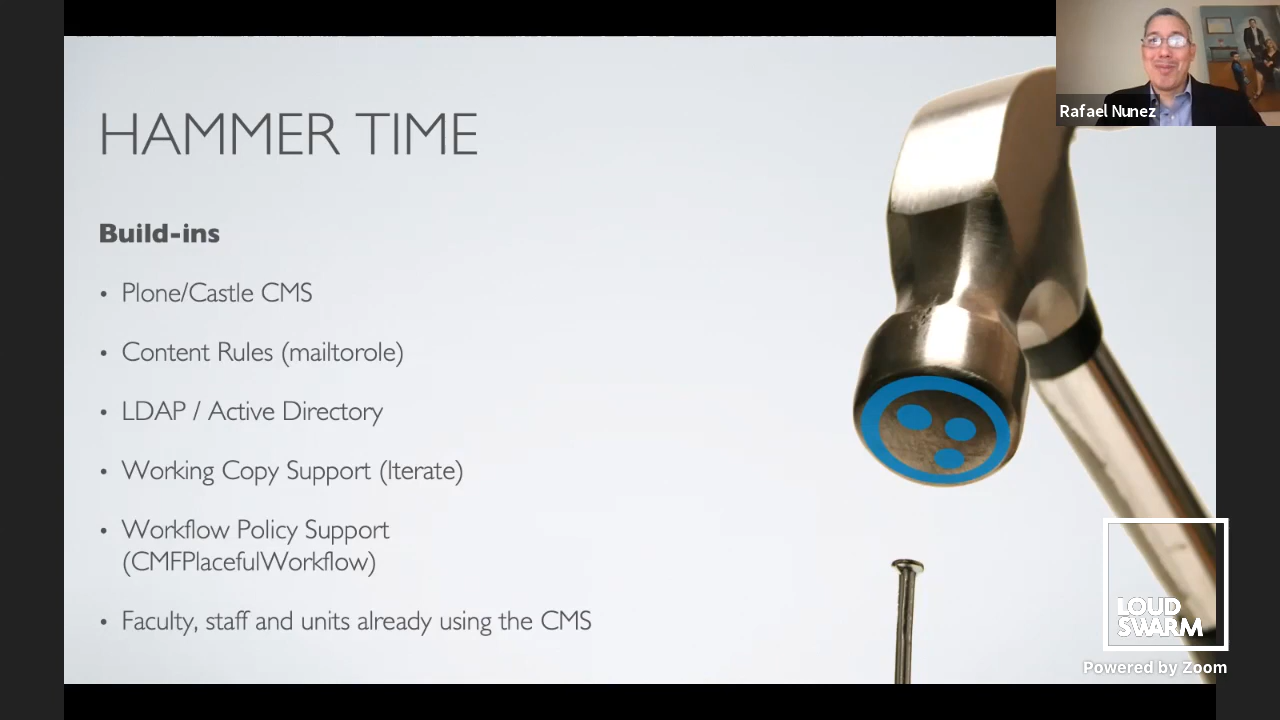 HAMMER TIME
Build-ins
• Plone/Castle CMS
• Content Rules (mailtorole)
• LDAP / Active Directory
• Working Copy Support (Iterate)
• Workflow Policy Support
(CMFPlacefulWorkflow)
• Faculty, staff and units already using the CMS
Rafael Nunez
LOUD
SWARM
Powered by Zoom